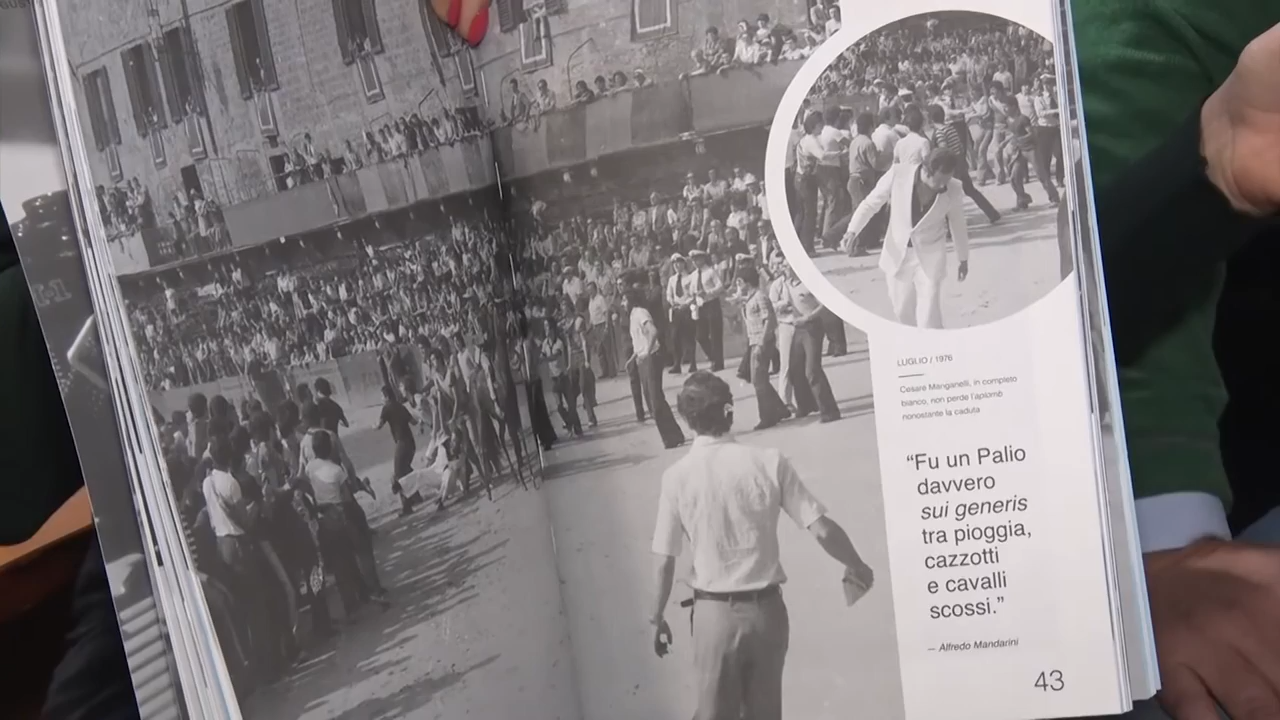 LUGLIO / 1976
Cesare Manganelli, in completo
bianco, non perde l'aplomb
nonostante la caduta
“Fu un Palio
davvero
sui generis
tra pioggia,
cazzotti
e cavalli
scossi.”
— Alfredo Mandarini
43